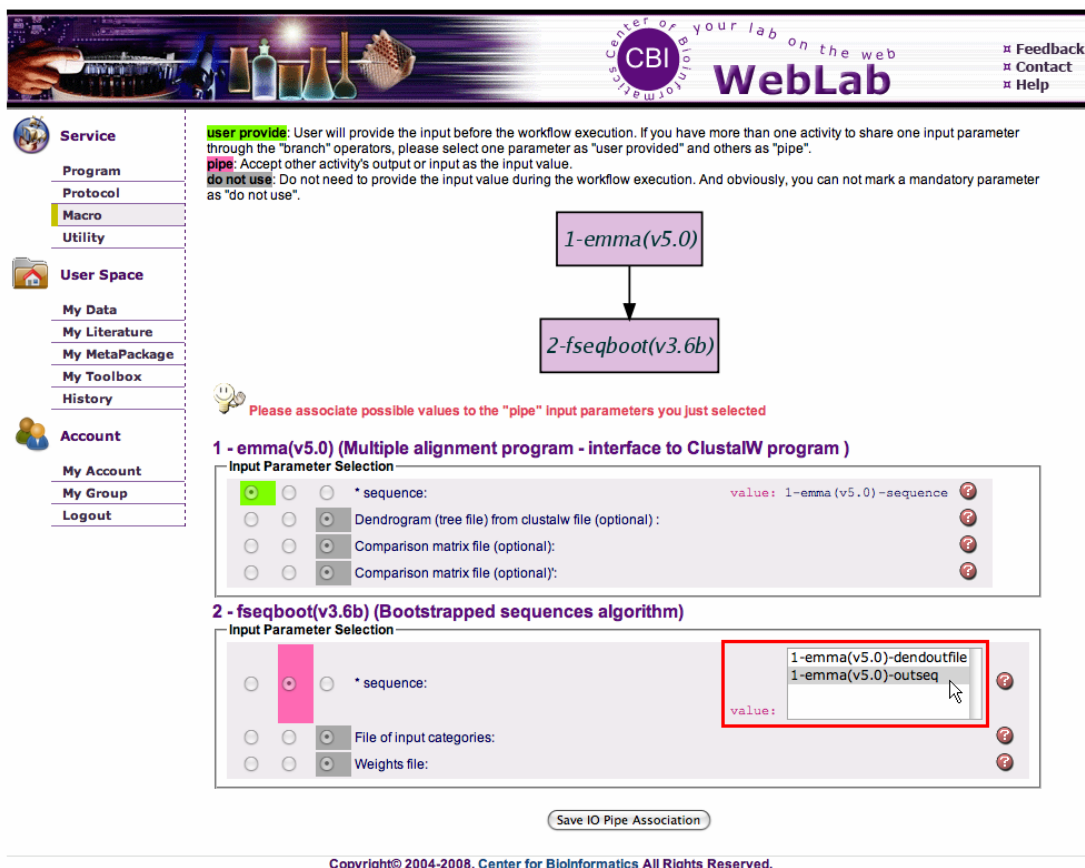 Center of Bioinformatics
CBI
your lab on the web
WebLab
¤ Feedback
¤ Contact
¤ Help
Service
Program
Protocol
Macro
Utility
User Space
My Data
My Literature
My MetaPackage
My Toolbox
History
Account
My Account
My Group
Logout
user provide: User will provide the input before the workflow execution. If you have more than one activity to share one input parameter
through the "branch" operators, please select one parameter as "user provided" and others as "pipe".
pipe: Accept other activity's output or input as the input value.
do not use: Do not need to provide the input value during the workflow execution. And obviously, you can not mark a mandatory parameter
as "do not use".
1-emma(v5.0)
2-fseqboot(v3.6b)
Please associate possible values to the "pipe" input parameters you just selected
1 - emma(v5.0) (Multiple alignment program - interface to ClustalW program )
Input Parameter Selection
* sequence: value: 1-emma(v5.0)-sequence ?
Dendrogram (tree file) from clustalw file (optional) : ?
Comparison matrix file (optional): ?
Comparison matrix file (optional)': ?
2 - fseqboot(v3.6b) (Bootstrapped sequences algorithm)
Input Parameter Selection
1-emma(v5.0)-dendoutfile
1-emma(v5.0)-outseq
* sequence: ?
value:
File of input categories: ?
Weights file: ?
Save IO Pipe Association
Copyright© 2004-2008, Center for BioInformatics All Rights Reserved.